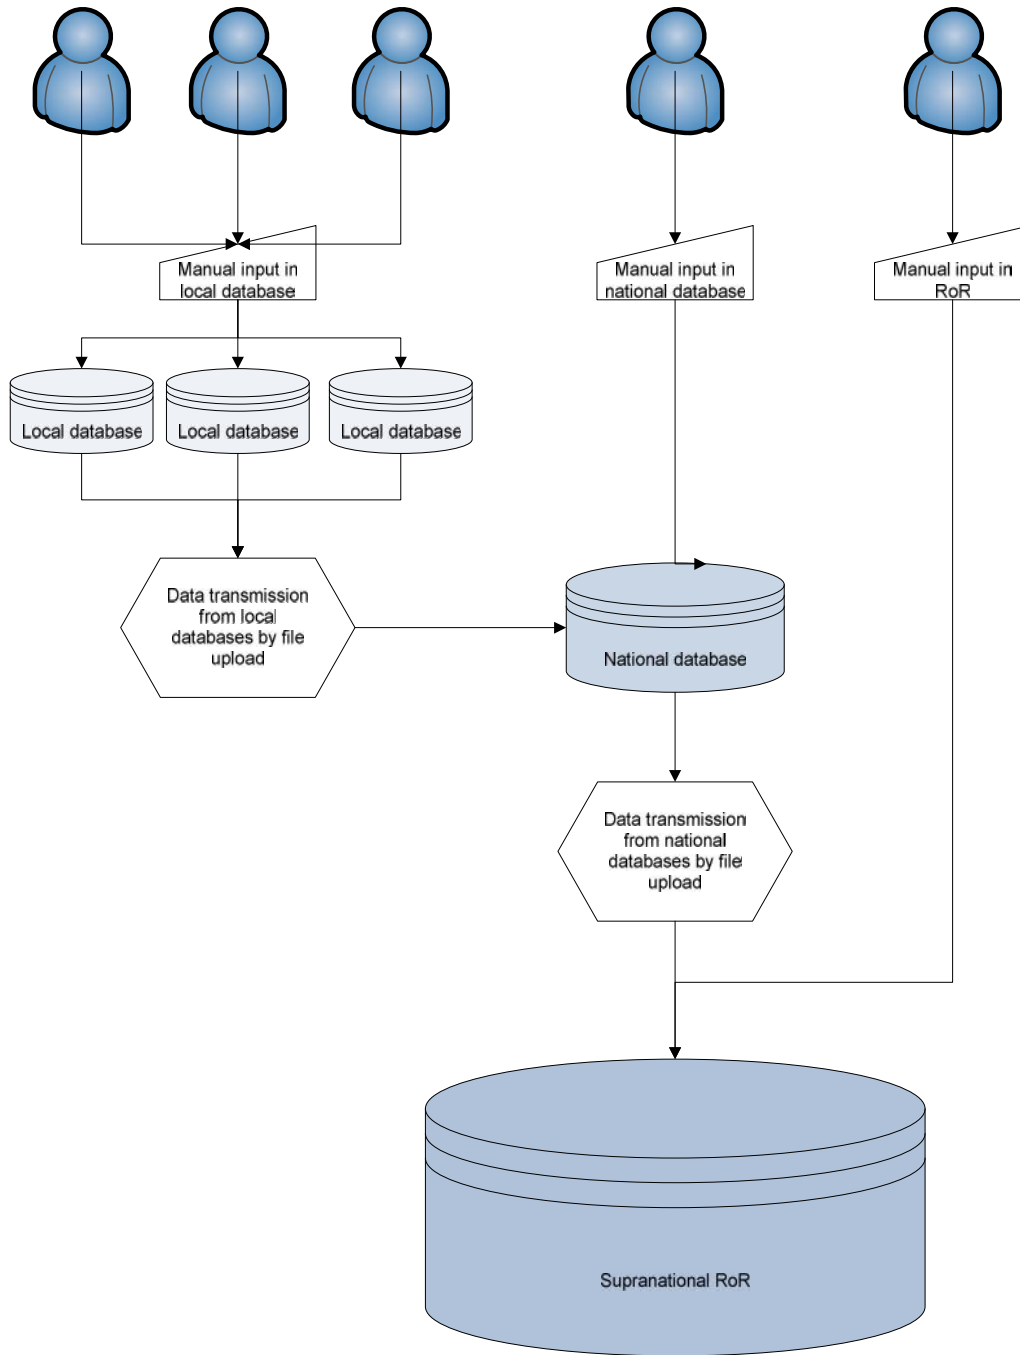 Manual input in
local database
Manual input in
national database
Manual input in
RoR
Local database
Local database
Local database
Data transmission
from local
databases by file
upload
National database
Data transmission
from national
databases by file
upload
Supranational RoR